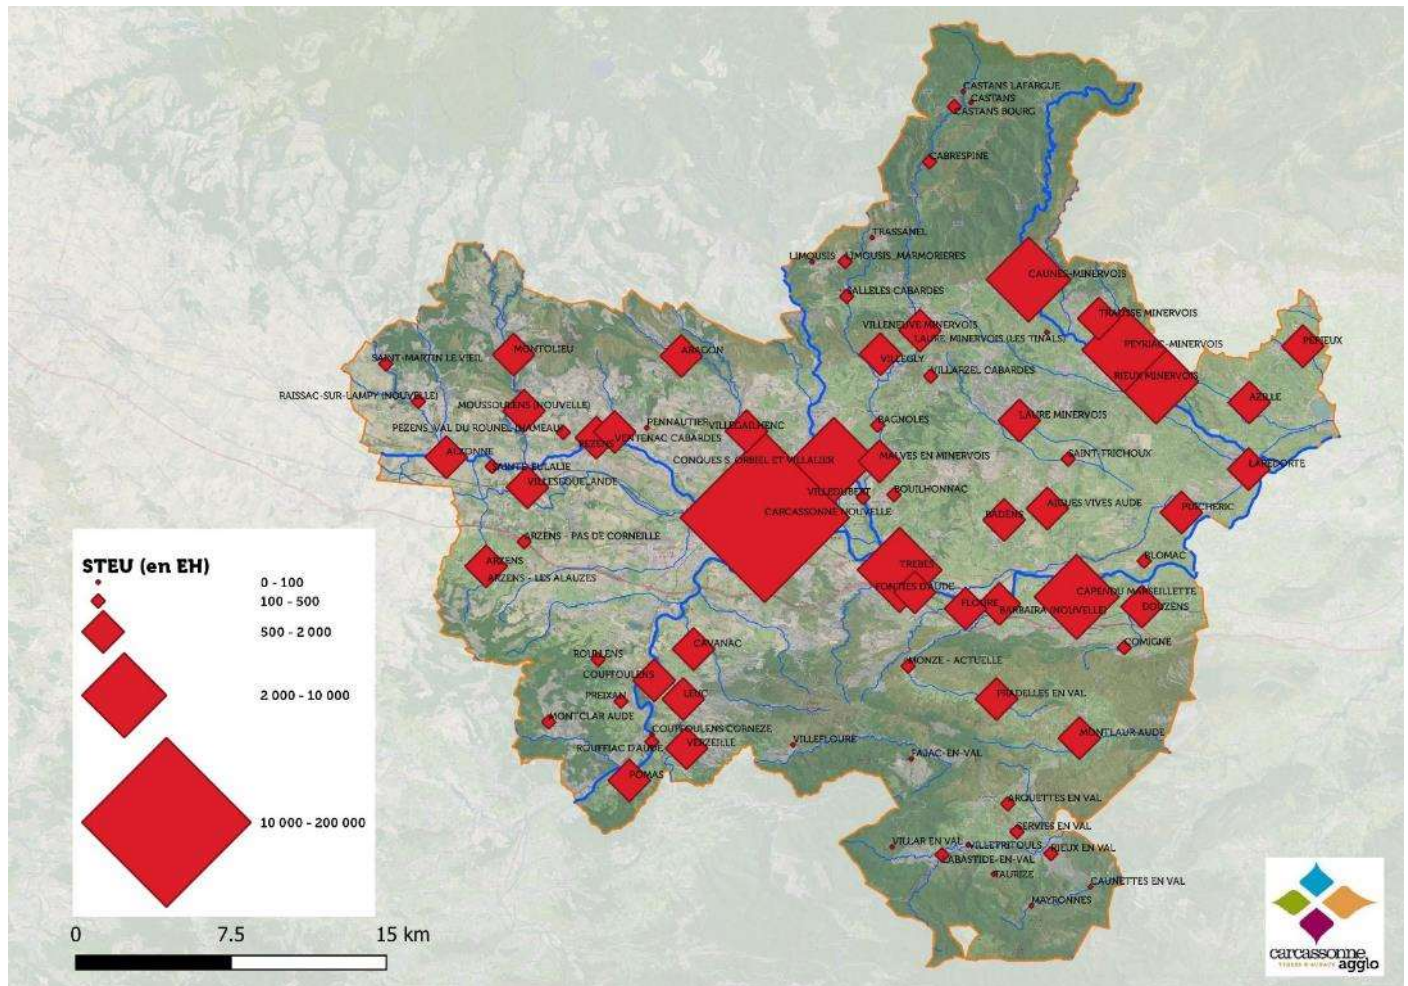 CASTANS LAFARGUE
CASTANS
CASTANS BOURG
CABRESPINE
TRASSANEL
LIMOUSIS
LIMOUSIS_MARMORIERES
SALLELES CABARDES
CAUNES-MINERVOIS
TRAUSSE MINERVOIS
VILLENEUVE MINERVOIS
LAURE MINERVOIS (LES TINALS)
PEYRIAC-MINERVOIS
PEPIEUX
MONTOLIEU
ARAGON
VILLEGLY
SAINT-MARTIN LE VIEIL
VILLARZEL CABARDES
RIEUX MINERVOIS
RAISSAC-SUR-LAMPY (NOUVELLE)
MOUSSOULENS (NOUVELLE)
AZILLE
PENNAUTIER
VILLEGAILHENC
BAGNOLES
LAURE MINERVOIS
PEZENS_VAL DU ROUNEL (HAMEAU)
PEZENS
VENTENAC CABARDES
ALZONNE
CONQUES S. ORBIEL ET VILLALIER
MALVES EN MINERVOIS
SAINT-FRICHOUX
LAREDORTE
SAINTE EULALIE
VILLESEQUELANDE
VILLEDUBERT
BOUILHONNAC
CARCASSONNE NOUVELLE
BADENS
AIGUES VIVES AUDE
PUICHERIC
ARZENS - PAS DE CORNEILLE
ARZENS
ARZENS - LES ALAUZES
TREBES
BLOMAC
FONTIES D'AUDE
FLOURE
BARBAIRA (NOUVELLE)
CAPENDU MARSEILLETTE
DOUZENS
CAVANAC
COMIGNE
ROULLENS
COUFFOULENS
MONZE - ACTUELLE
PREIXAN
LEUC
PRADELLES EN VAL
MONTCLAR AUDE
COUFFOULENS CORNEZE
ROUFFIAC D'AUDE
VERZEILLE
VILLEFLOURE
MONTLAUR AUDE
FAJAC-EN-VAL
POMAS
ARQUETTES EN VAL
SERVIES EN VAL
VILLAR EN VAL
VILLETRITOULS
LABASTIDE-EN-VAL
RIEUX EN VAL
TAURIZE
CAUNETTES EN VAL
MAYRONNES
STEU (en EH)
0 - 100
100 - 500
500 - 2 000
2 000 - 10 000
10 000 - 200 000
0 7.5 15 km
carcassonne
agglo